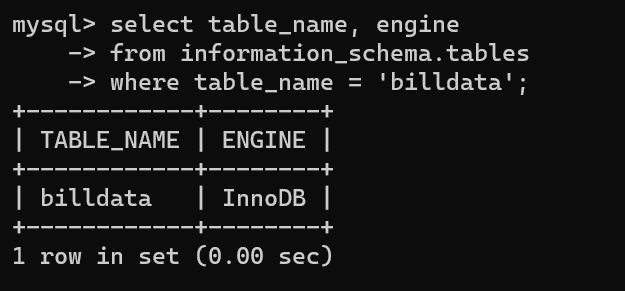 mysql> select table_name, engine
    -> from information_schema.tables
    -> where table_name = 'billdata';
+------------+--------+
| TABLE_NAME | ENGINE |
+------------+--------+
| billdata   | InnoDB |
+------------+--------+
1 row in set (0.00 sec)